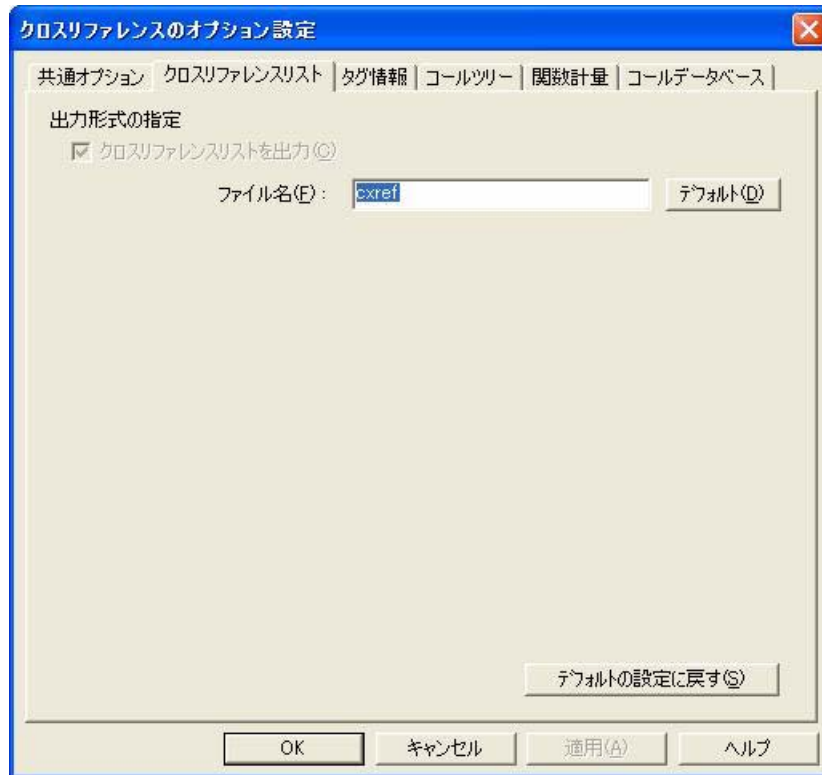 クロスリファレンスのオプション設定
共通オプション クロスリファレンスリスト タグ情報 コールツリー 関数計量 コールデータベース
出力形式の指定
クロスリファレンスリストを出力(C)
ファイル名(F): cxref デフォルト(D)
デフォルトの設定に戻す(S)
OK キャンセル 適用(A) ヘルプ